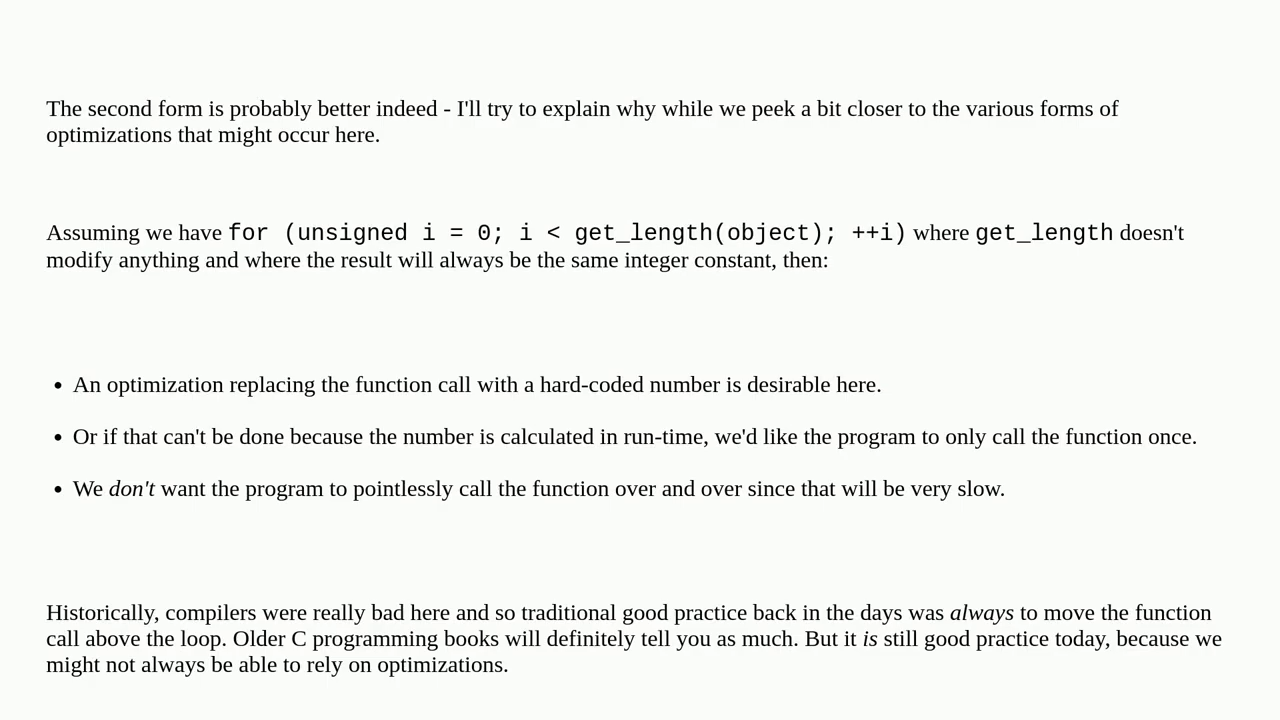 The second form is probably better indeed - I'll try to explain why while we peek a bit closer to the various forms of
optimizations that might occur here.
Assuming we have for (unsigned i = 0; i < get_length(object); ++i) where get_length doesn't
modify anything and where the result will always be the same integer constant, then:
• An optimization replacing the function call with a hard-coded number is desirable here.
• Or if that can't be done because the number is calculated in run-time, we'd like the program to only call the function once.
• We don't want the program to pointlessly call the function over and over since that will be very slow.
Historically, compilers were really bad here and so traditional good practice back in the days was always to move the function
call above the loop. Older C programming books will definitely tell you as much. But it is still good practice today, because we
might not always be able to rely on optimizations.